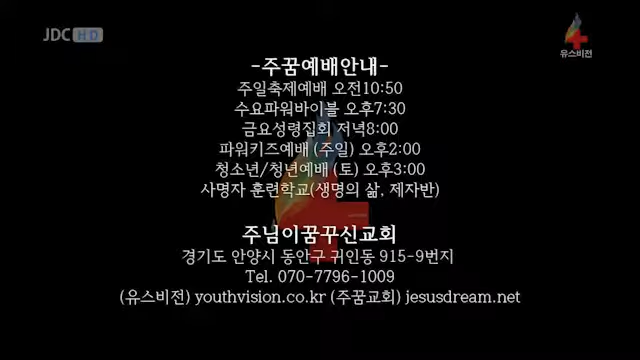 JDC HD
유스비전
-주꿈예배안내-
주일축제예배 오전10:50
수요파워바이블 오후7:30
금요성령집회 저녁8:00
파워키즈예배 (주일) 오후2:00
청소년/청년예배 (토) 오후3:00
사명자 훈련학교(생명의 삶, 제자반)
주님이꿈꾸신교회
경기도 안양시 동안구 귀인동 915-9번지
Tel. 070-7796-1009
(유스비전) youthvision.co.kr (주꿈교회) jesusdream.net